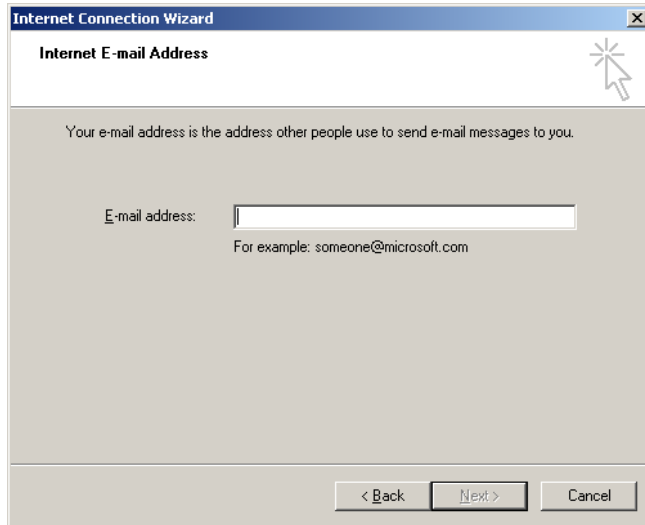 Internet Connection Wizard
Internet E-mail Address
Your e-mail address is the address other people use to send e-mail messages to you.
E-mail address:
For example: someone@microsoft.com
< Back Next > Cancel